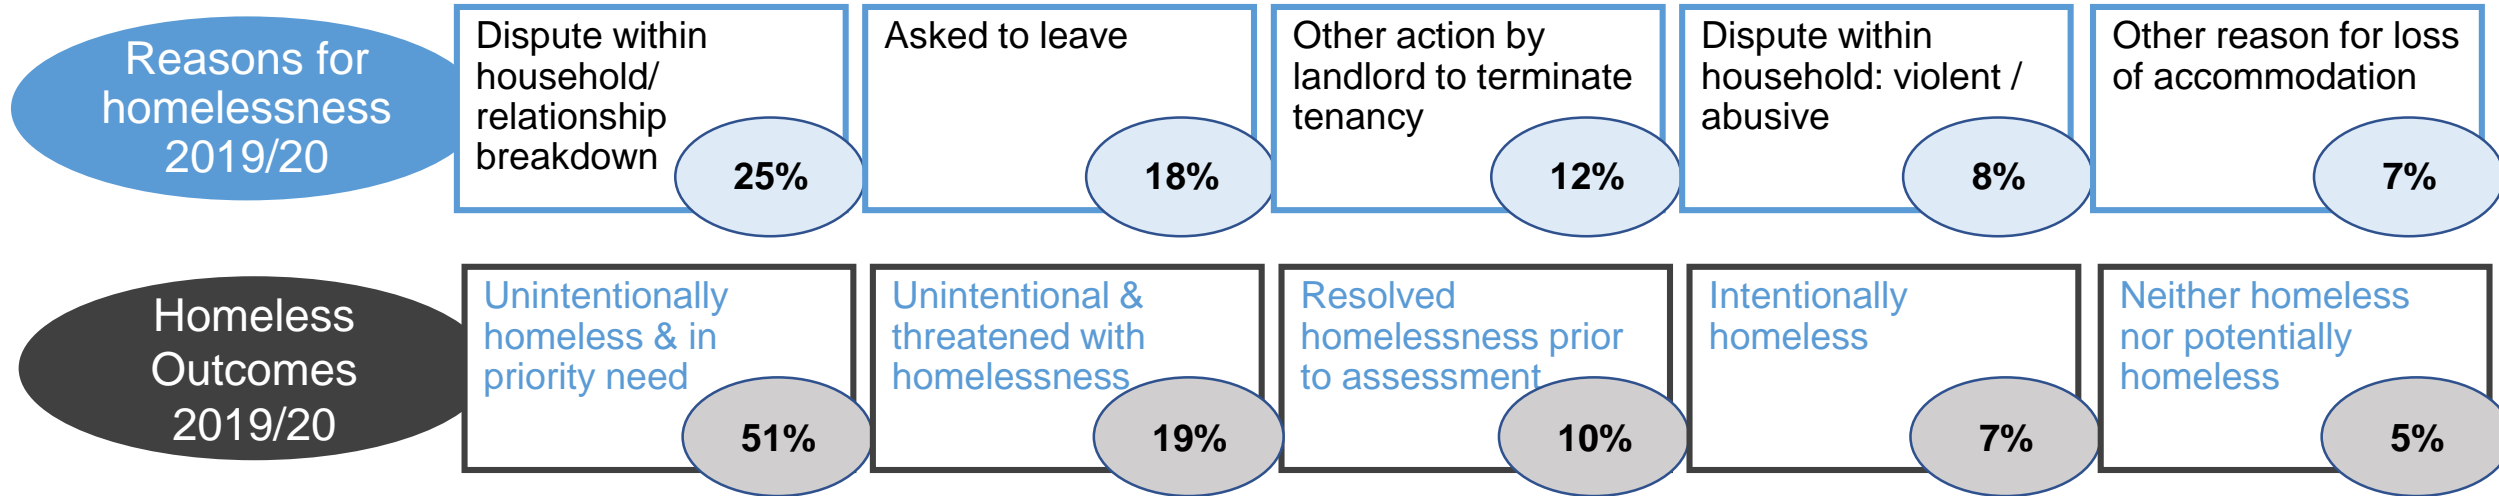 Reasons for
homelessness
2019/20
Dispute within
household/
relationship
breakdown
25%
Asked to leave
18%
Other action by
landlord to terminate
tenancy
12%
Dispute within
household: violent /
abusive
8%
Other reason for loss
of accommodation
7%
Homeless
Outcomes
2019/20
Unintentionally
homeless & in
priority need
51%
Unintentional &
threatened with
homelessness
19%
Resolved
homelessness prior
to assessment
10%
Intentionally
homeless
7%
Neither homeless
nor potentially
homeless
5%